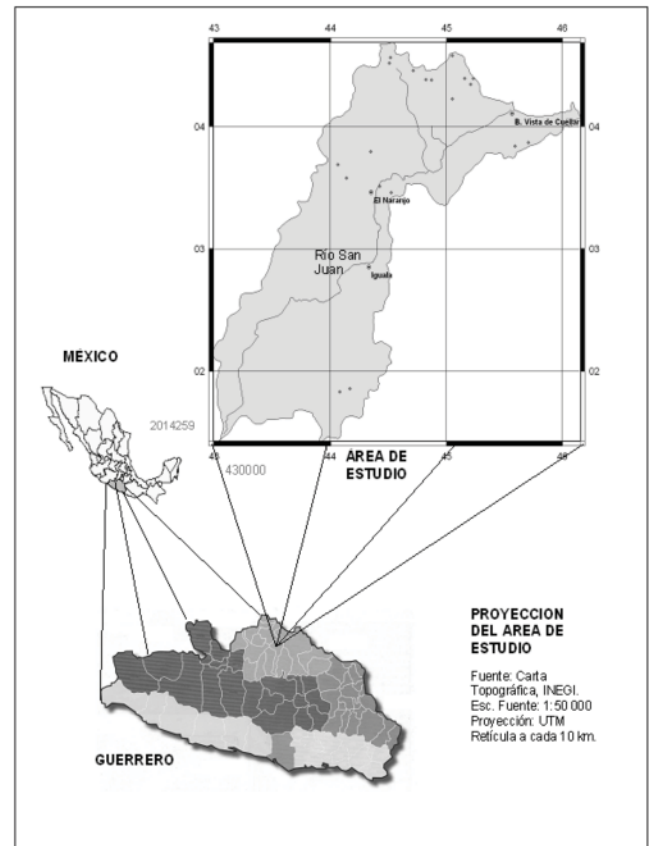 43
44
45
46
04
04
B. Vista de Cuellar
El Naranjo
03
03
Río San
Juan
Iguala
02
02
MÉXICO
2014259
430000
43
44
45
46
ÁREA DE
ESTUDIO
PROYECCION
DEL AREA DE
ESTUDIO
Fuente: Carta
Topográfica, INEGI.
Esc. Fuente: 1:50 000
Proyección: UTM
Retícula a cada 10 km.
GUERRERO